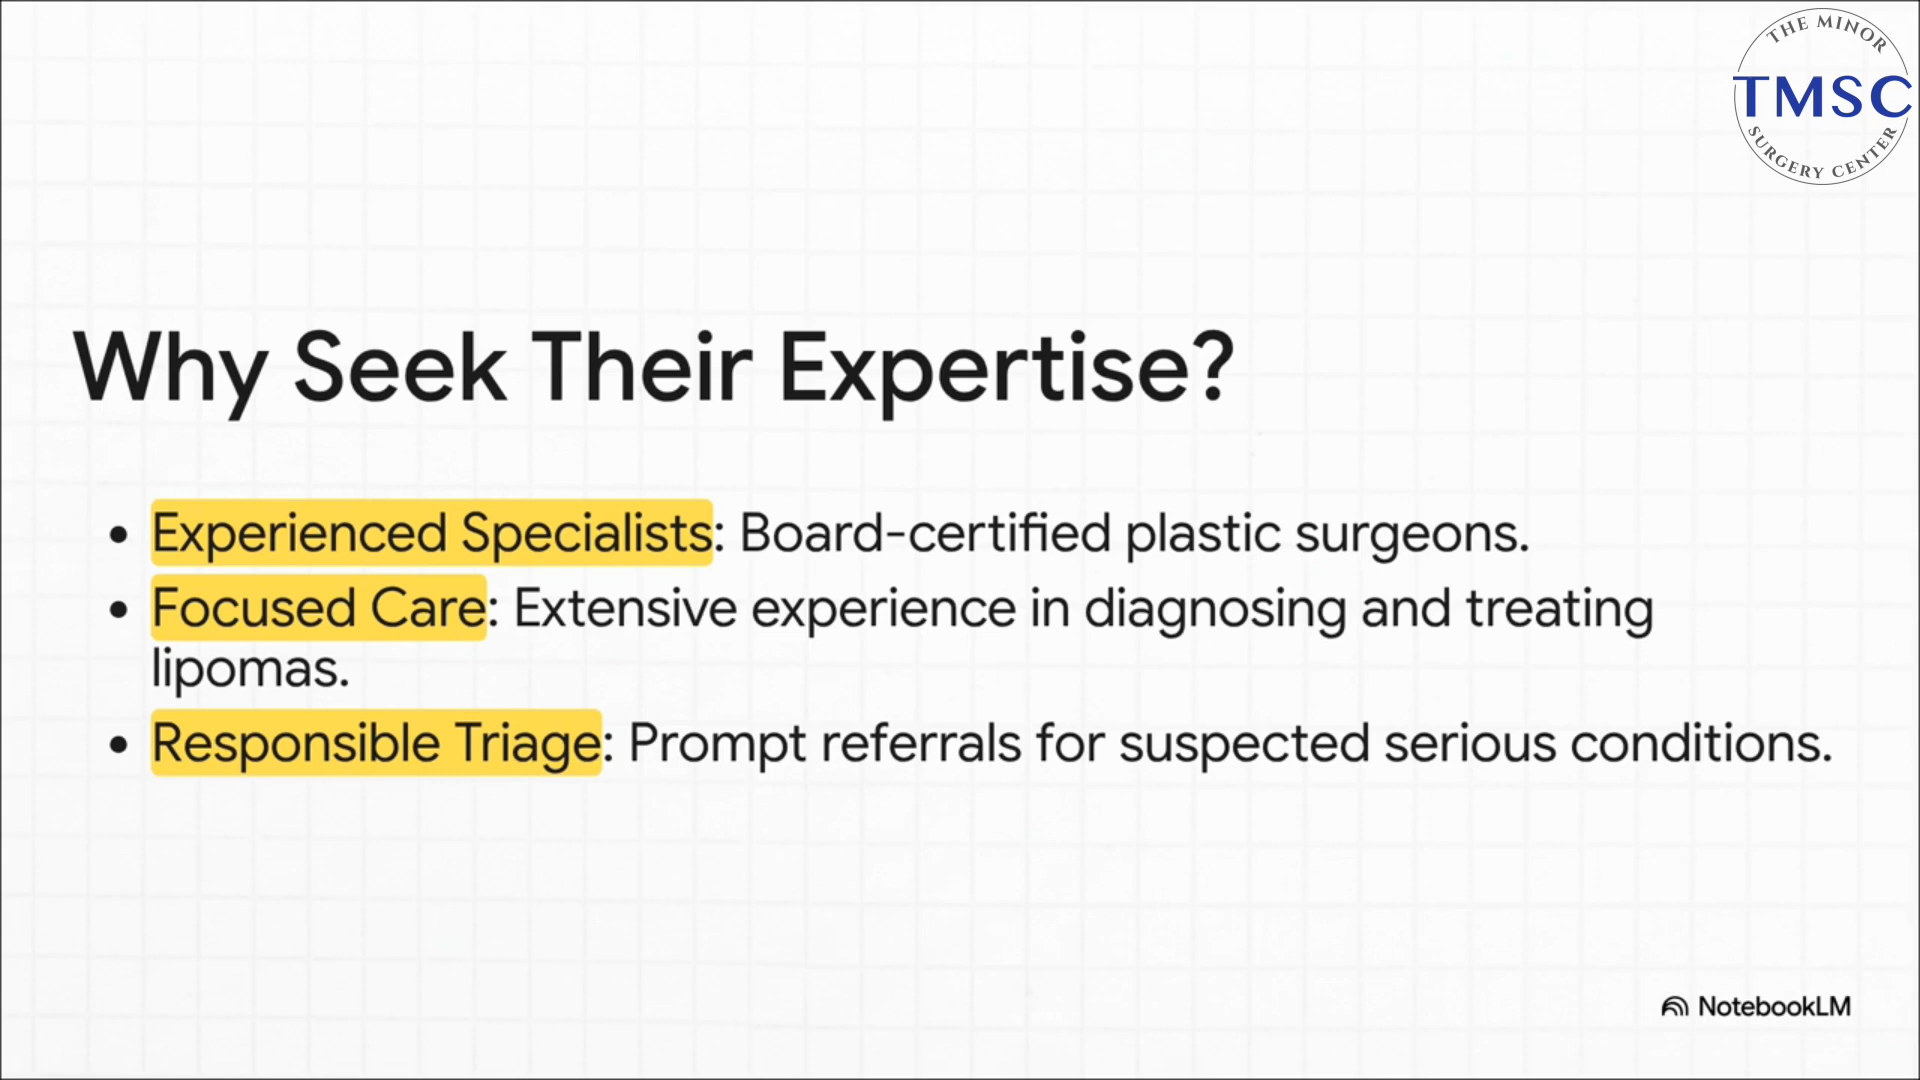 THE MINOR
TMSC
SURGERY CENTER
Why Seek Their Expertise?
• Experienced Specialists: Board-certified plastic surgeons.
• Focused Care: Extensive experience in diagnosing and treating
lipomas.
• Responsible Triage: Prompt referrals for suspected serious conditions.
NotebookLM